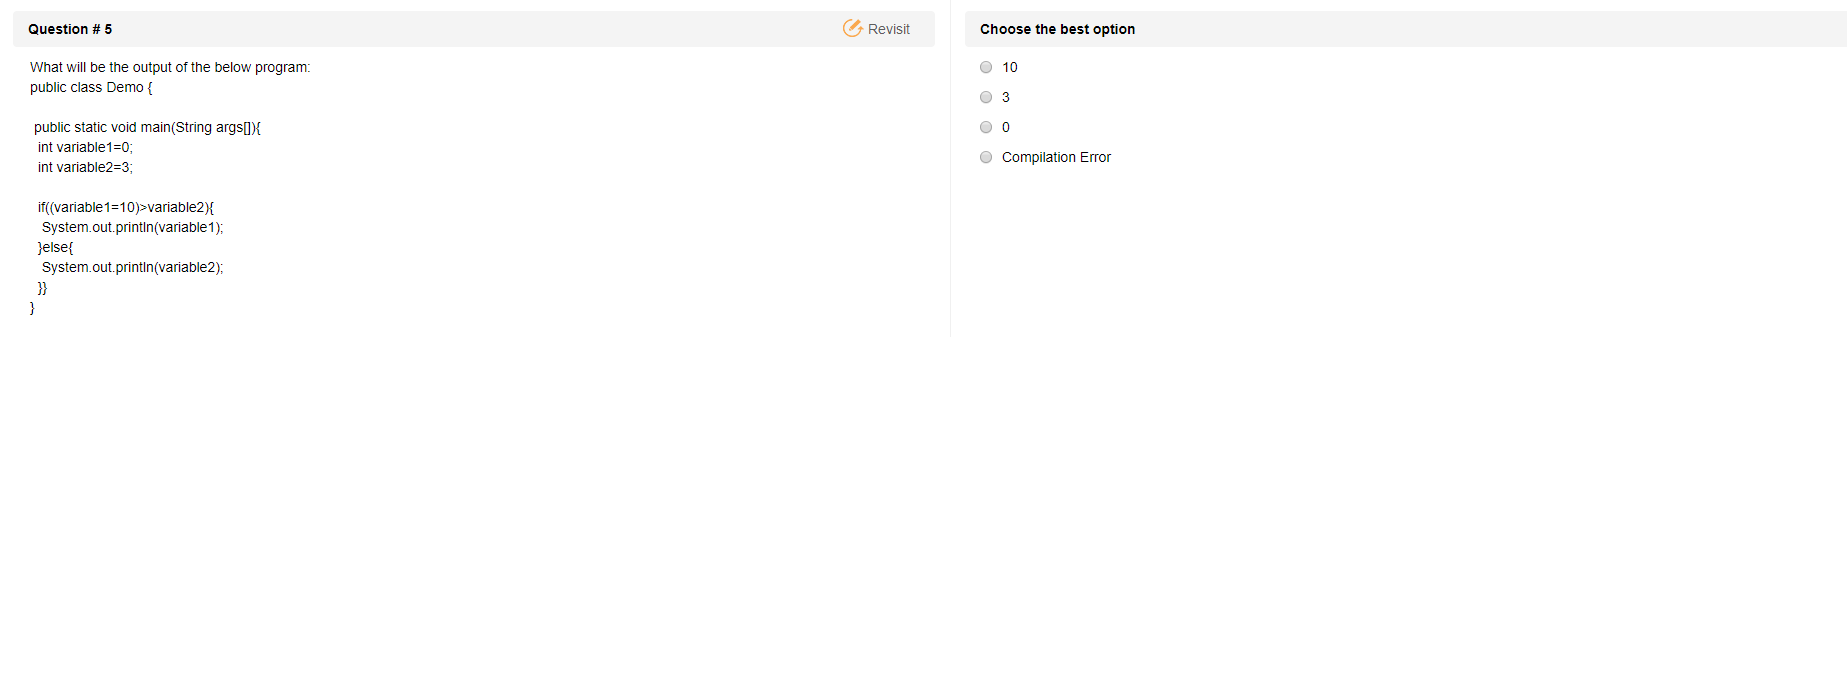 Question # 5
Revisit
What will be the output of the below program:
public class Demo {
public static void main(String args[]){
int variable1=0;
int variable2=3;
if((variable1=10)>variable2){
System.out.println(variable1);
}else{
System.out.println(variable2);
}}
}
Choose the best option
10
3
0
Compilation Error